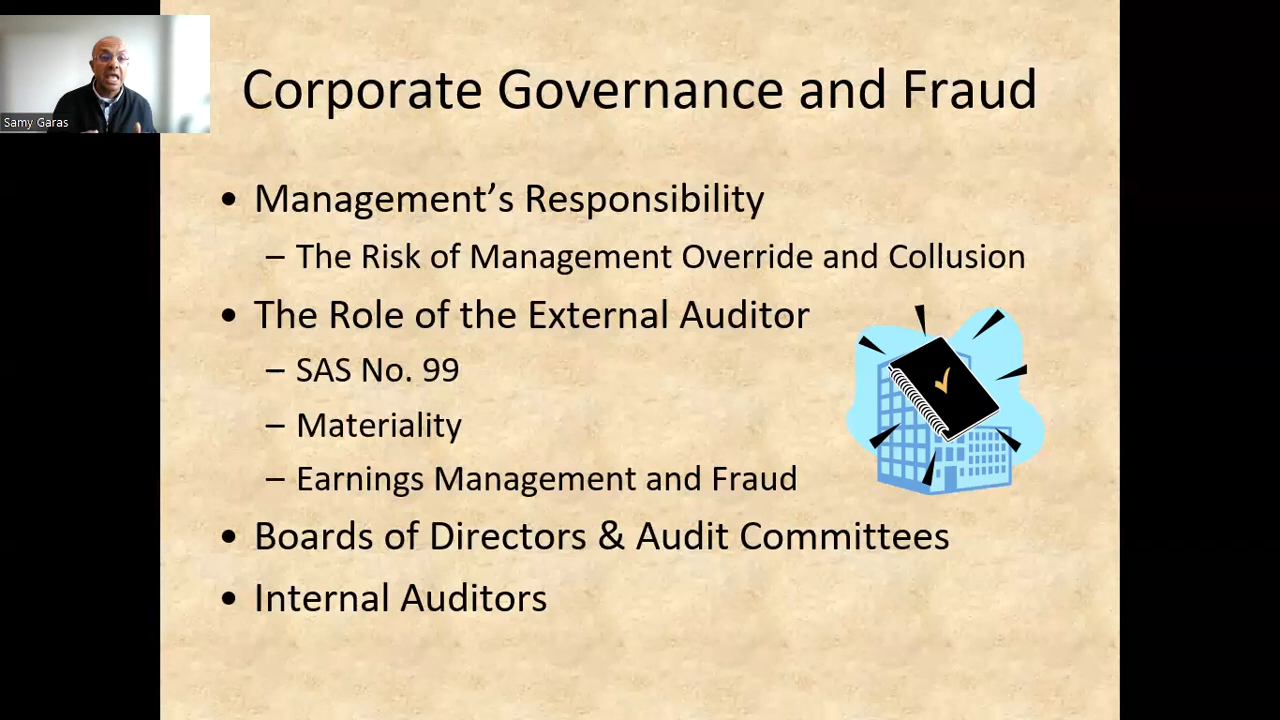 Samy Garas
Corporate Governance and Fraud
• Management’s Responsibility
– The Risk of Management Override and Collusion
• The Role of the External Auditor
– SAS No. 99
– Materiality
– Earnings Management and Fraud
• Boards of Directors & Audit Committees
• Internal Auditors